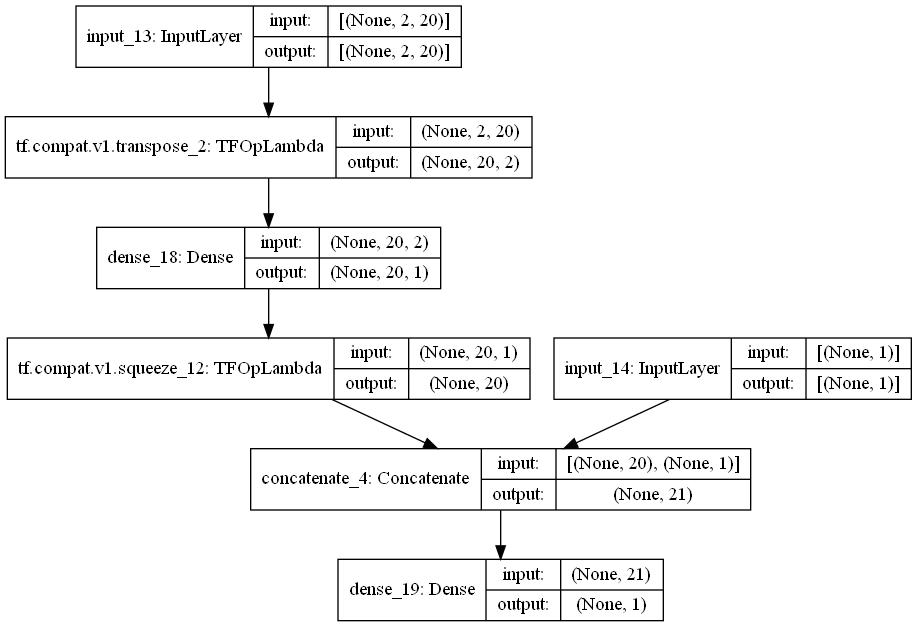 input_13: InputLayer
input:
[(None, 2, 20)]
output:
[(None, 2, 20)]
tf.compat.v1.transpose_2: TFOpLambda
input:
(None, 2, 20)
output:
(None, 20, 2)
dense_18: Dense
input:
(None, 20, 2)
output:
(None, 20, 1)
tf.compat.v1.squeeze_12: TFOpLambda
input:
(None, 20, 1)
output:
(None, 20)
input_14: InputLayer
input:
[(None, 1)]
output:
[(None, 1)]
concatenate_4: Concatenate
input:
[(None, 20), (None, 1)]
output:
(None, 21)
dense_19: Dense
input:
(None, 21)
output:
(None, 1)